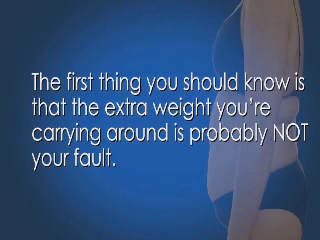 The first thing you should know is
that the extra weight you're
carrying around is probably NOT
your fault.